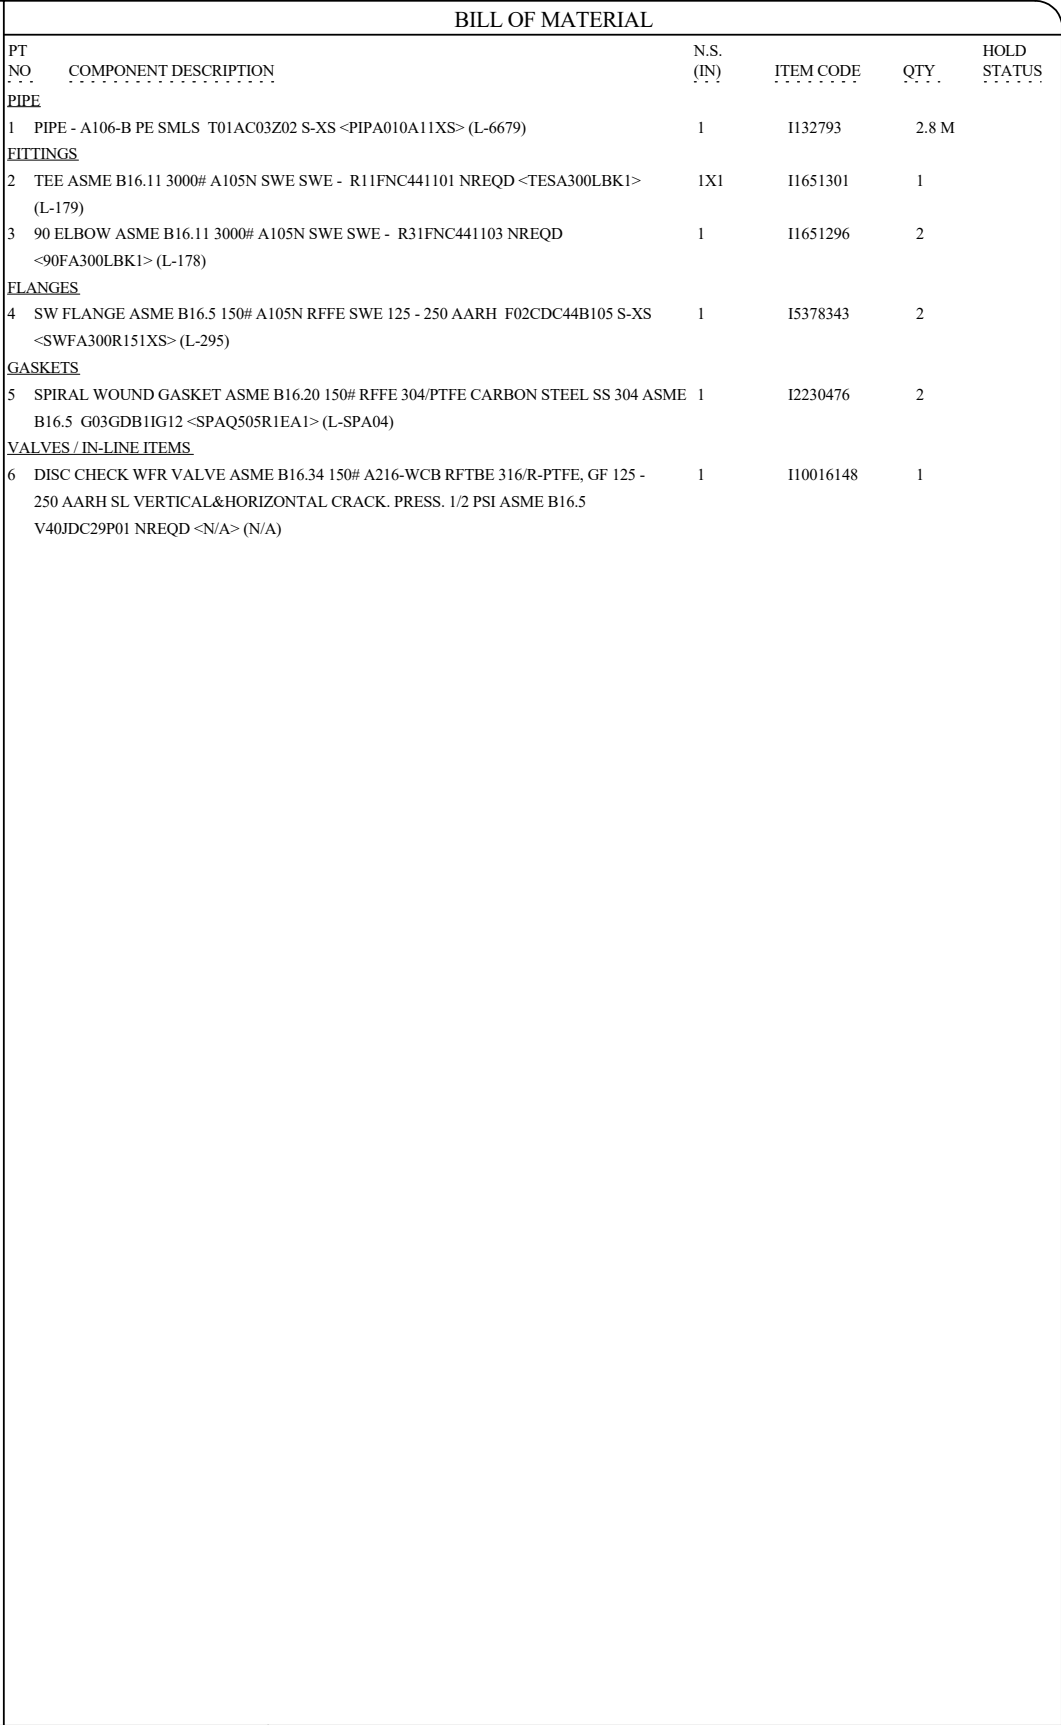 BILL OF MATERIAL
PT N.S. HOLD
NO COMPONENT DESCRIPTION (IN) ITEM CODE QTY STATUS
PIPE
1 PIPE - A106-B PE SMLS T01AC03Z02 S-XS <PIPA010A11XS> (L-6679) 1 I132793 2.8 M
FITTINGS
2 TEE ASME B16.11 3000# A105N SWE SWE - R11FNC441101 NREQD <TESA300LBK1> 1X1 I1651301 1
(L-179)
3 90 ELBOW ASME B16.11 3000# A105N SWE SWE - R31FNC441103 NREQD 1 I1651296 2
<90FA300LBK1> (L-178)
FLANGES
4 SW FLANGE ASME B16.5 150# A105N RFFE SWE 125 - 250 AARH F02CDC44B105 S-XS 1 I5378343 2
<SWFA300R151XS> (L-295)
GASKETS
5 SPIRAL WOUND GASKET ASME B16.20 150# RFFE 304/PTFE CARBON STEEL SS 304 ASME 1 I2230476 2
B16.5 G03GDB1IG12 <SPAQ505R1EA1> (L-SPA04)
VALVES / IN-LINE ITEMS
6 DISC CHECK WFR VALVE ASME B16.34 150# A216-WCB RFTBE 316/R-PTFE, GF 125 - 1 I10016148 1
250 AARH SL VERTICAL&HORIZONTAL CRACK. PRESS. 1/2 PSI ASME B16.5
V40JDC29P01 NREQD <N/A> (N/A)